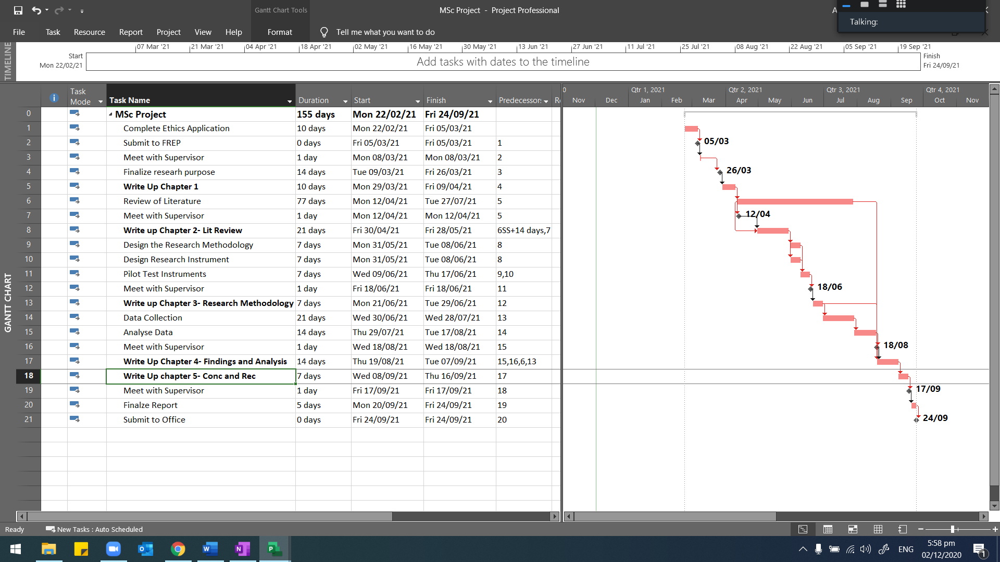 Gantt Chart Tools
MSc Project - Project Professional
A
Talking:
File Task Resource Report Project View Help Format Tell me what you want to do
TIMELINE
07 Mar '21 21 Mar '21 04 Apr '21 18 Apr '21 02 May '21 16 May '21 30 May '21 13 Jun '21 27 Jun '21 11 Jul '21 25 Jul '21 08 Aug '21 22 Aug '21 05 Sep '21 19 Sep '21
Start
Mon 22/02/21
Add tasks with dates to the timeline
Finish
Fri 24/09/21
GANTT CHART
Task Mode Task Name Duration Start Finish Predecessors R
0 MSc Project 155 days Mon 22/02/21 Fri 24/09/21
1 Complete Ethics Application 10 days Mon 22/02/21 Fri 05/03/21
2 Submit to FREP 0 days Fri 05/03/21 Fri 05/03/21 1
3 Meet with Supervisor 1 day Mon 08/03/21 Mon 08/03/21 2
4 Finalize researh purpose 14 days Tue 09/03/21 Fri 26/03/21 3
5 Write Up Chapter 1 10 days Mon 29/03/21 Fri 09/04/21 4
6 Review of Literature 77 days Mon 12/04/21 Tue 27/07/21 5
7 Meet with Supervisor 1 day Mon 12/04/21 Mon 12/04/21 5
8 Write up Chapter 2- Lit Review 21 days Fri 30/04/21 Fri 28/05/21 6SS+14 days,7
9 Design the Research Methodology 7 days Mon 31/05/21 Tue 08/06/21 8
10 Design Research Instrument 7 days Mon 31/05/21 Tue 08/06/21 8
11 Pilot Test Instruments 7 days Wed 09/06/21 Thu 17/06/21 9,10
12 Meet with Supervisor 1 day Fri 18/06/21 Fri 18/06/21 11
13 Write up Chapter 3- Research Methodology 7 days Mon 21/06/21 Tue 29/06/21 12
14 Data Collection 21 days Wed 30/06/21 Wed 28/07/21 13
15 Analyse Data 14 days Thu 29/07/21 Tue 17/08/21 14
16 Meet with Supervisor 1 day Wed 18/08/21 Wed 18/08/21 15
17 Write Up Chapter 4- Findings and Analysis 14 days Thu 19/08/21 Tue 07/09/21 15,16,6,13
18 Write Up chapter 5- Conc and Rec 7 days Wed 08/09/21 Thu 16/09/21 17
19 Meet with Supervisor 1 day Fri 17/09/21 Fri 17/09/21 18
20 Finalze Report 5 days Mon 20/09/21 Fri 24/09/21 19
21 Submit to Office 0 days Fri 24/09/21 Fri 24/09/21 20
0 Qtr 1, 2021 Qtr 2, 2021 Qtr 3, 2021 Qtr 4, 2021
Nov Dec Jan Feb Mar Apr May Jun Jul Aug Sep Oct Nov
05/03
26/03
12/04
18/06
18/08
17/09
24/09
Ready New Tasks : Auto Scheduled
ENG
5:58 pm
02/12/2020
1